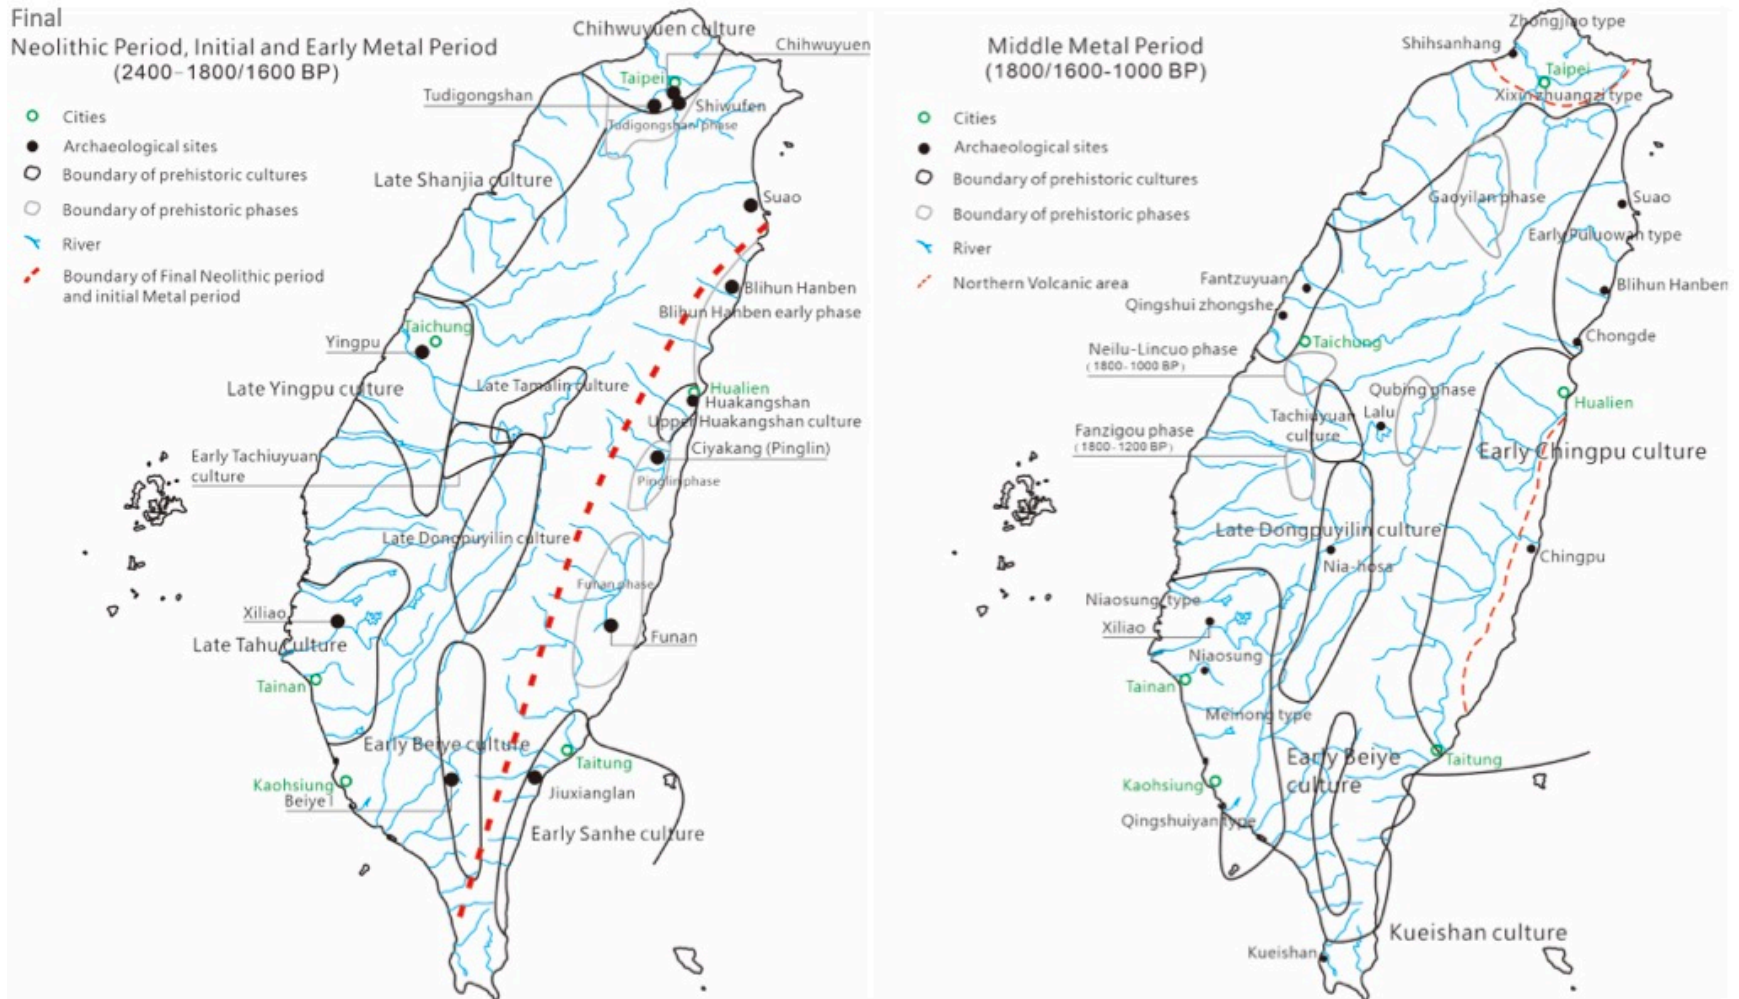 Final
Neolithic Period, Initial and Early Metal Period
(2400–1800/1600 BP)
Cities
Archaeological sites
Boundary of prehistoric cultures
Boundary of prehistoric phases
River
Boundary of Final Neolithic period
and initial Metal period
Chihwuyuen culture
Chihwuyuen
Taipei
Tudigongshan
Shiwufen
Tudigongshan phase
Late Shanjia culture
Suao
Blihun Hanben
Blihun Hanben early phase
Taichung
Yingpu
Late Yingpu culture
Late Tamalin culture
Hualien
Huakangshan
Upper Huakangshan culture
Ciyakang (Pinglin)
Early Tachiuyuan
culture
Pinglin phase
Late Dongpuyilin culture
Funan phase
Xiliao
Funan
Late Tahu culture
Tainan
Early Beiye culture
Taitung
Kaohsiung
Beiye I
Jiuxianglan
Early Sanhe culture
Middle Metal Period
(1800/1600-1000 BP)
Cities
Archaeological sites
Boundary of prehistoric cultures
Boundary of prehistoric phases
River
Northern Volcanic area
Zhongjiao type
Shihsanhang
Taipei
Xixinzhuangzi type
Gaoyilan phase
Suao
Early Puluowan type
Fantzuyuan
Blihun Hanben
Qingshui zhongshe
Chongde
Taichung
Neilu-Lincuo phase
(1800-1000 BP)
Qubing phase
Hualien
Tachiuyuan
culture
Lalu
Fanzigou phase
(1800-1200 BP)
Early Chingpu culture
Late Dongpuyilin culture
Chingpu
Nia-hosa
Niaosung type
Xiliao
Niaosung
Tainan
Meinong type
Early Beiye
culture
Taitung
Kaohsiung
Qingshuiyan type
Kueishan culture
Kueishan